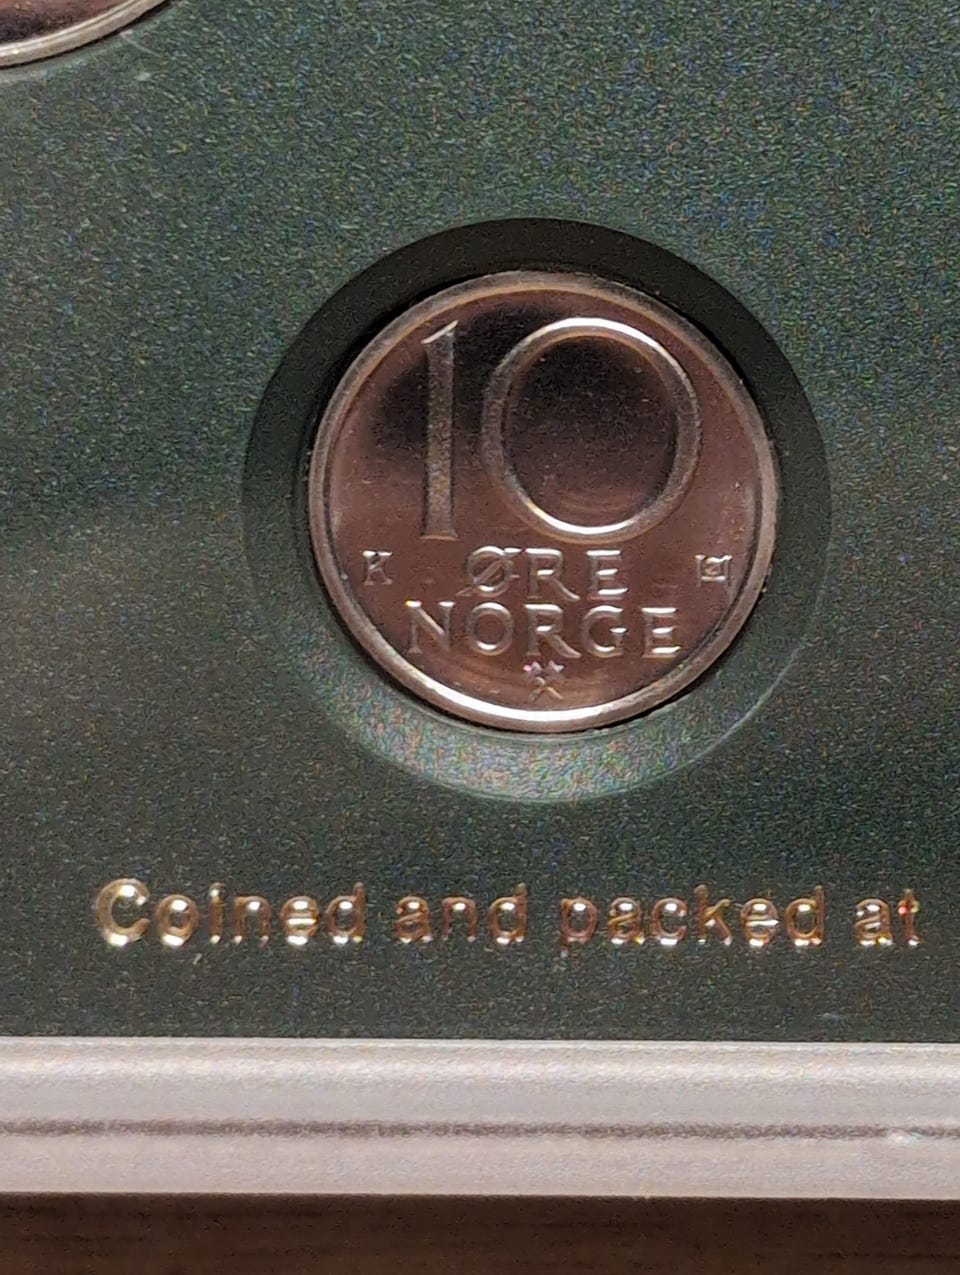 10
K ØRE
NORGE
Coined and packed at